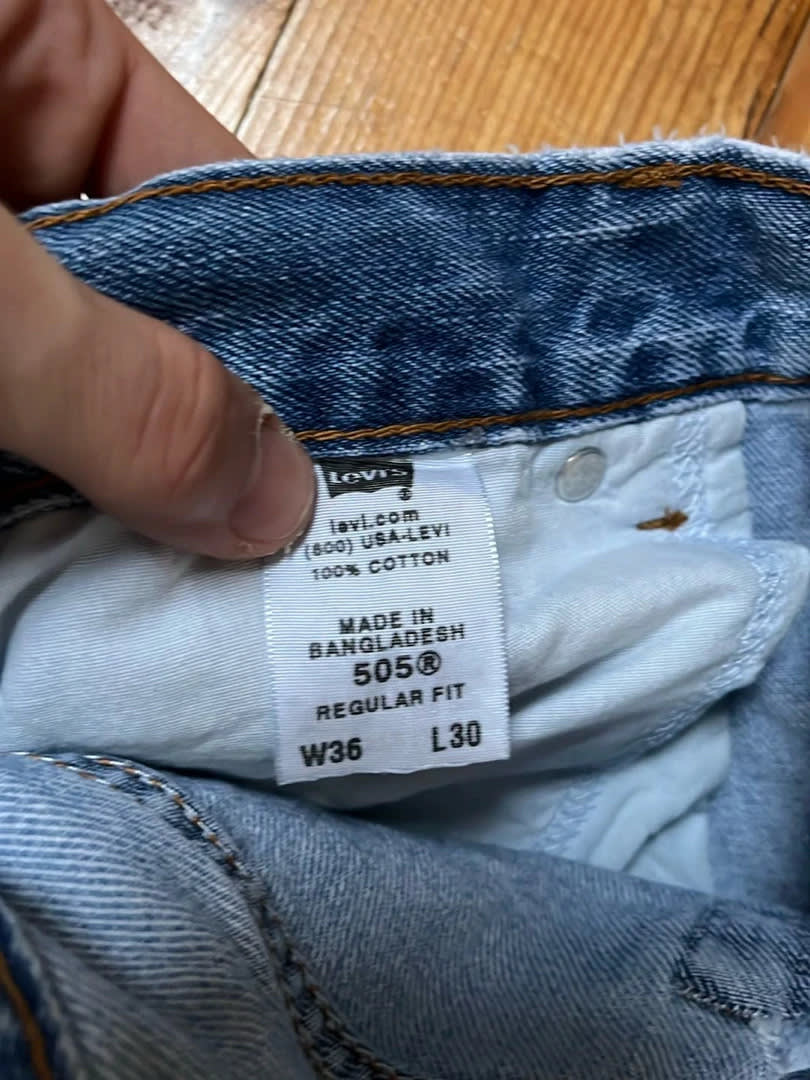 Levi's
®
levi.com
(800) USA-LEVI
100% COTTON
MADE IN
BANGLADESH
505®
REGULAR FIT
W36 L30